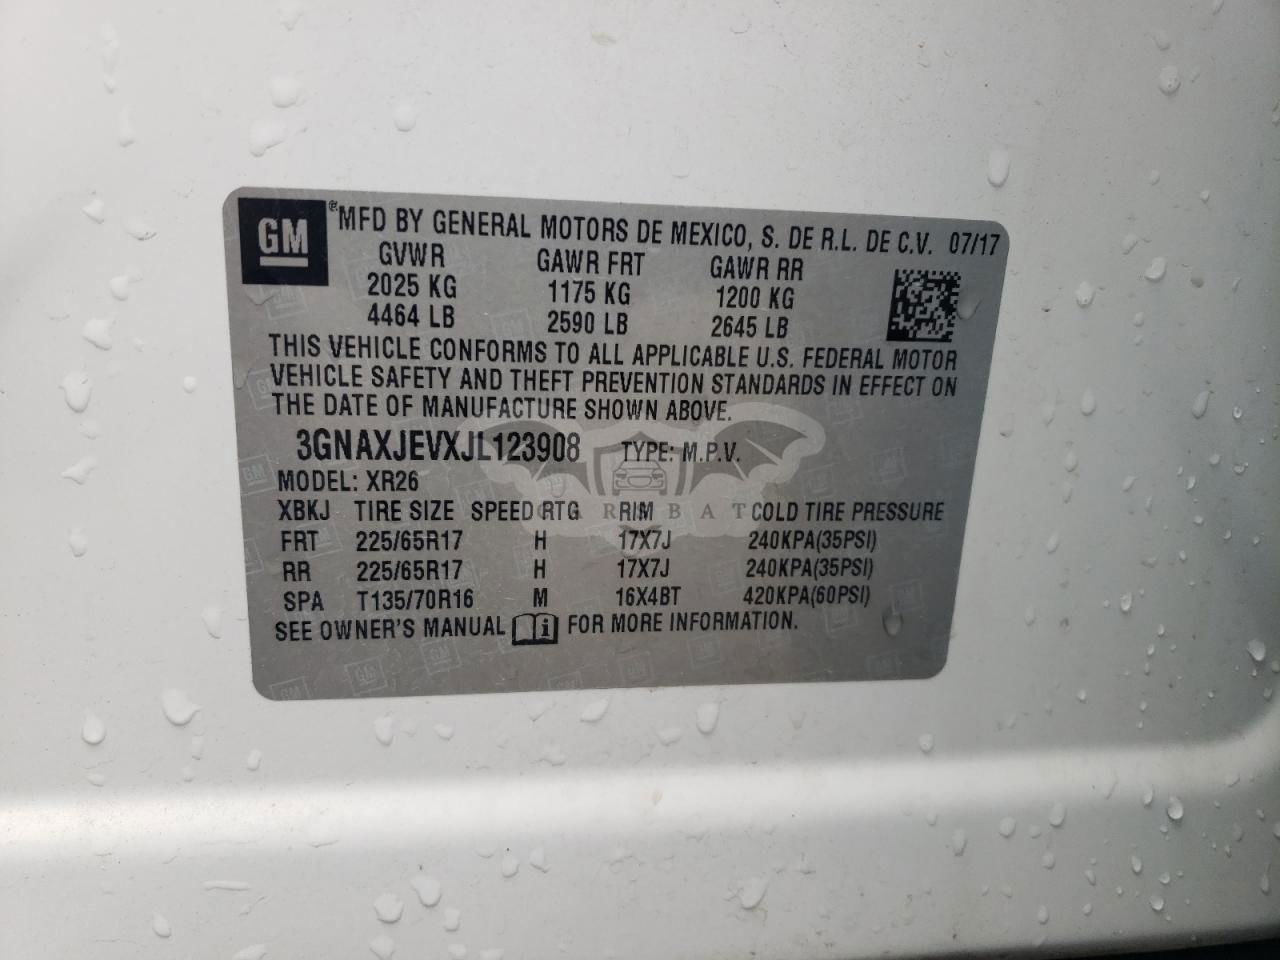 GM ® MFD BY GENERAL MOTORS DE MEXICO, S. DE R.L. DE C.V. 07/17
GVWR GAWR FRT GAWR RR
2025 KG 1175 KG 1200 KG
4464 LB 2590 LB 2645 LB
THIS VEHICLE CONFORMS TO ALL APPLICABLE U.S. FEDERAL MOTOR
VEHICLE SAFETY AND THEFT PREVENTION STANDARDS IN EFFECT ON
THE DATE OF MANUFACTURE SHOWN ABOVE.
3GNAXJEVXJL123908 TYPE: M.P.V.
MODEL: XR26
XBKJ TIRE SIZE SPEED RTG RIM COLD TIRE PRESSURE
FRT 225/65R17 H 17X7J 240KPA(35PSI)
RR 225/65R17 H 17X7J 240KPA(35PSI)
SPA T135/70R16 M 16X4BT 420KPA(60PSI)
SEE OWNER'S MANUAL i FOR MORE INFORMATION.
CARBAT